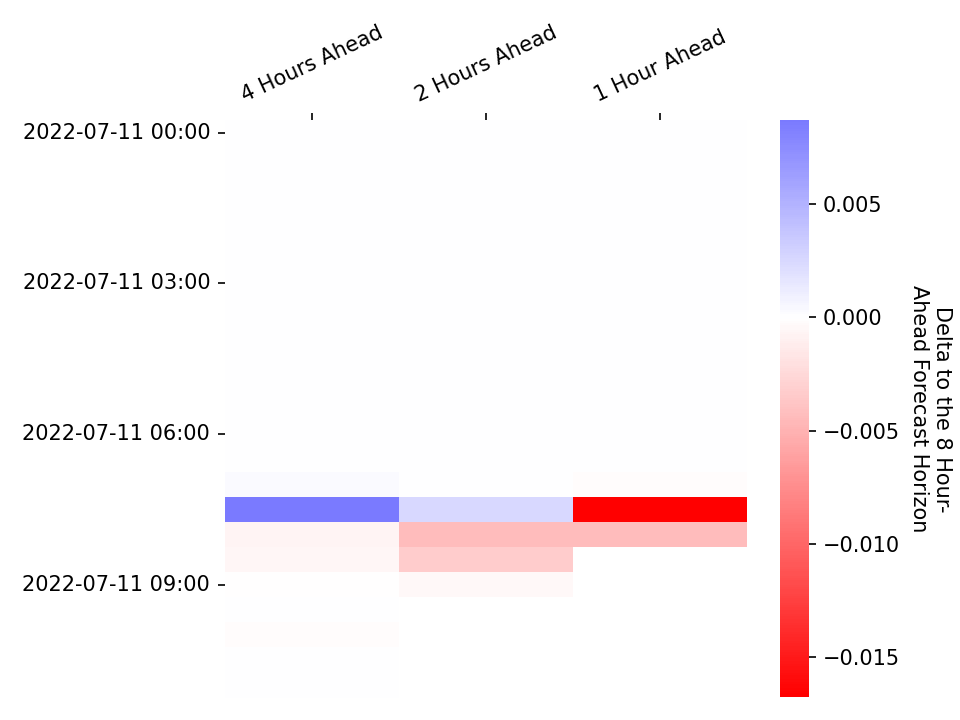 4 Hours Ahead
2 Hours Ahead
1 Hour Ahead
2022-07-11 00:00
2022-07-11 03:00
2022-07-11 06:00
2022-07-11 09:00
0.005
0.000
−0.005
−0.010
−0.015
Delta to the 8 Hour-
Ahead Forecast Horizon